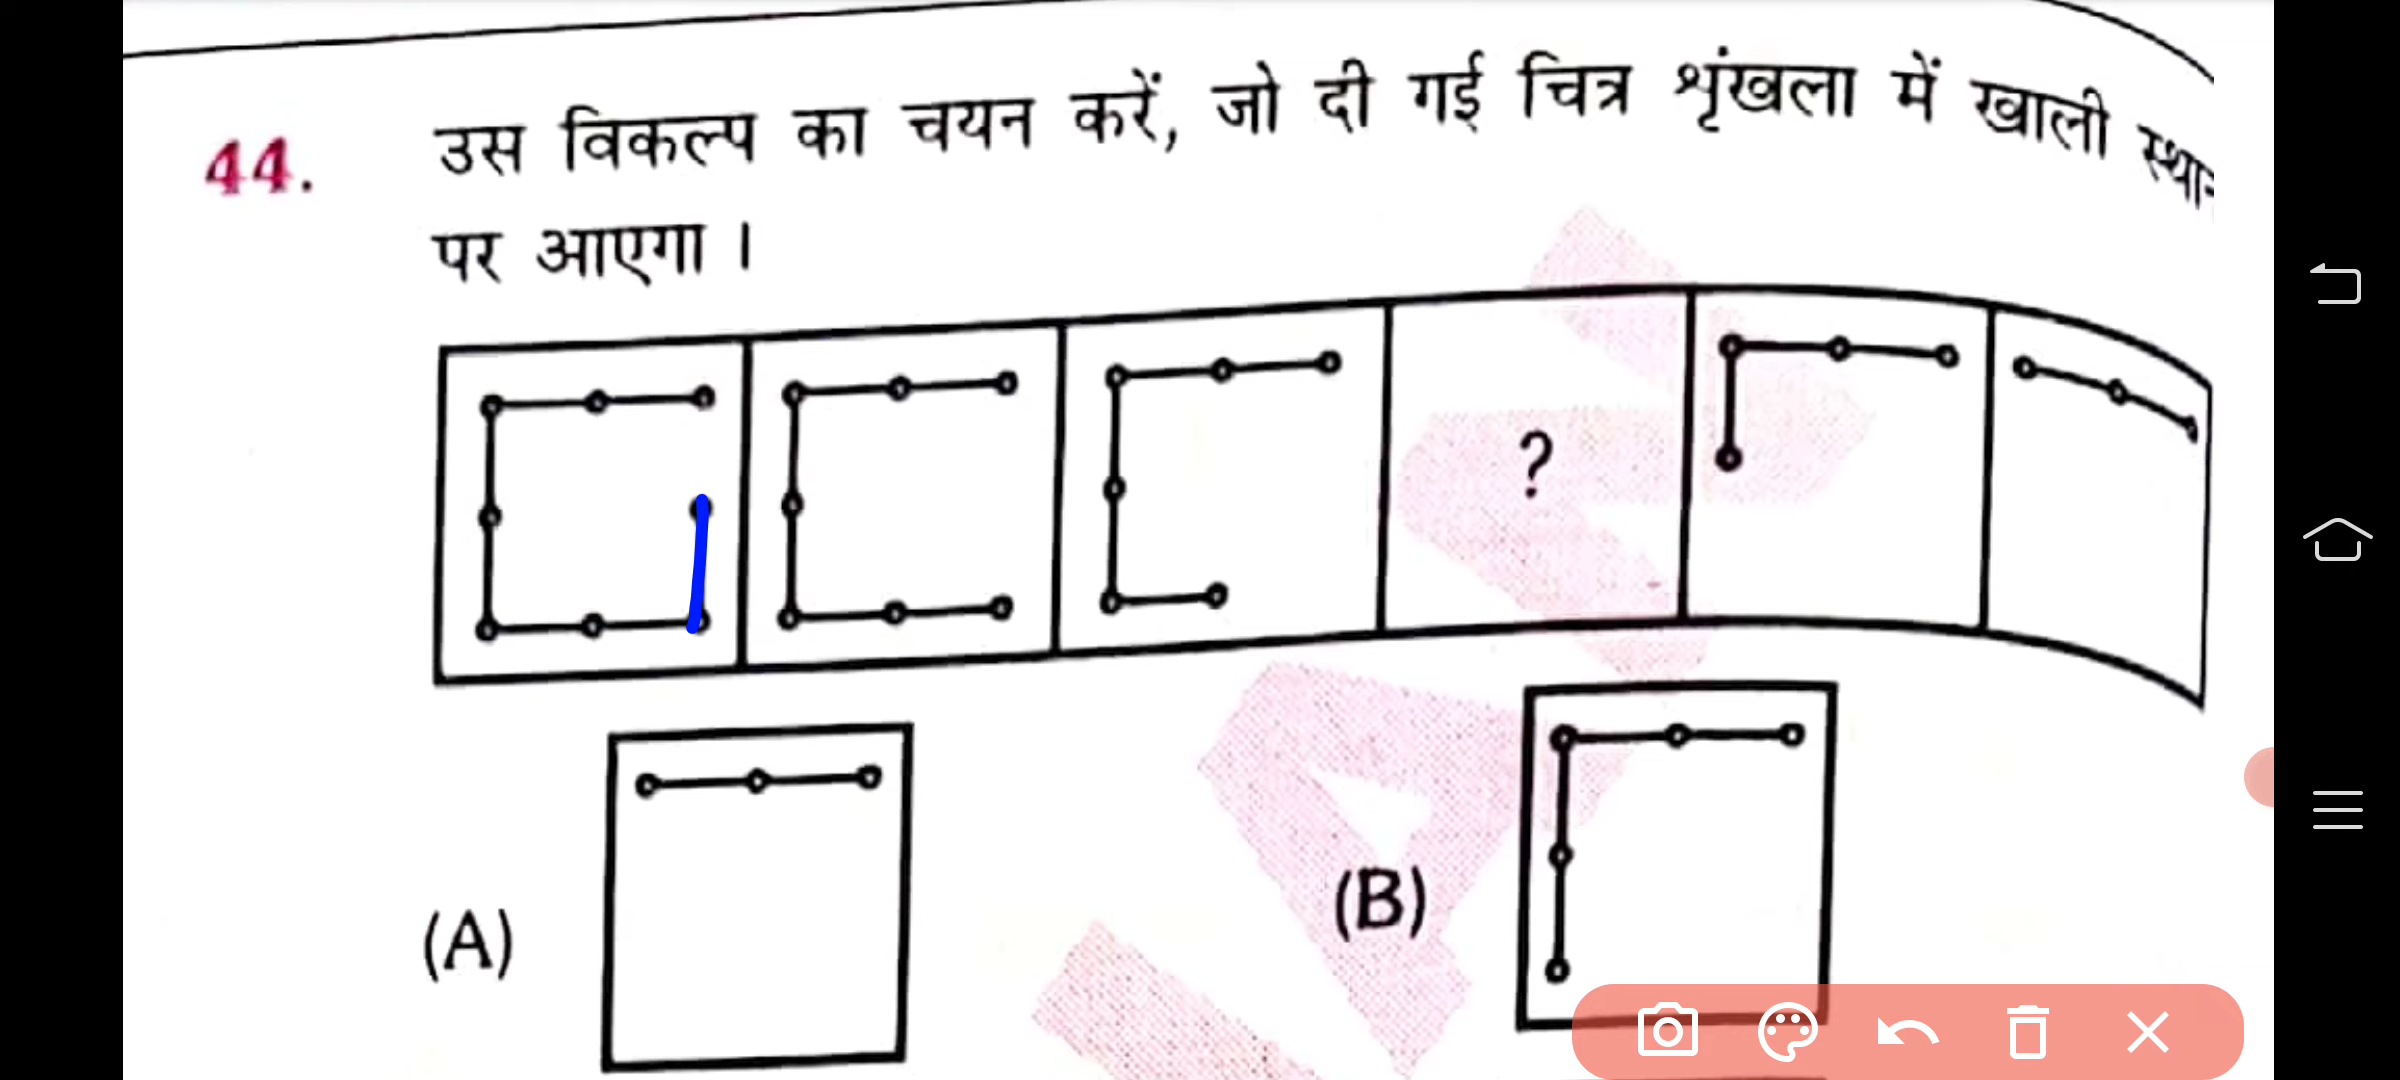 44. उस विकल्प का चयन करें, जो दी गई चित्र शृंखला में खाली स्थान
पर आएगा ।
?
(A)
(B)